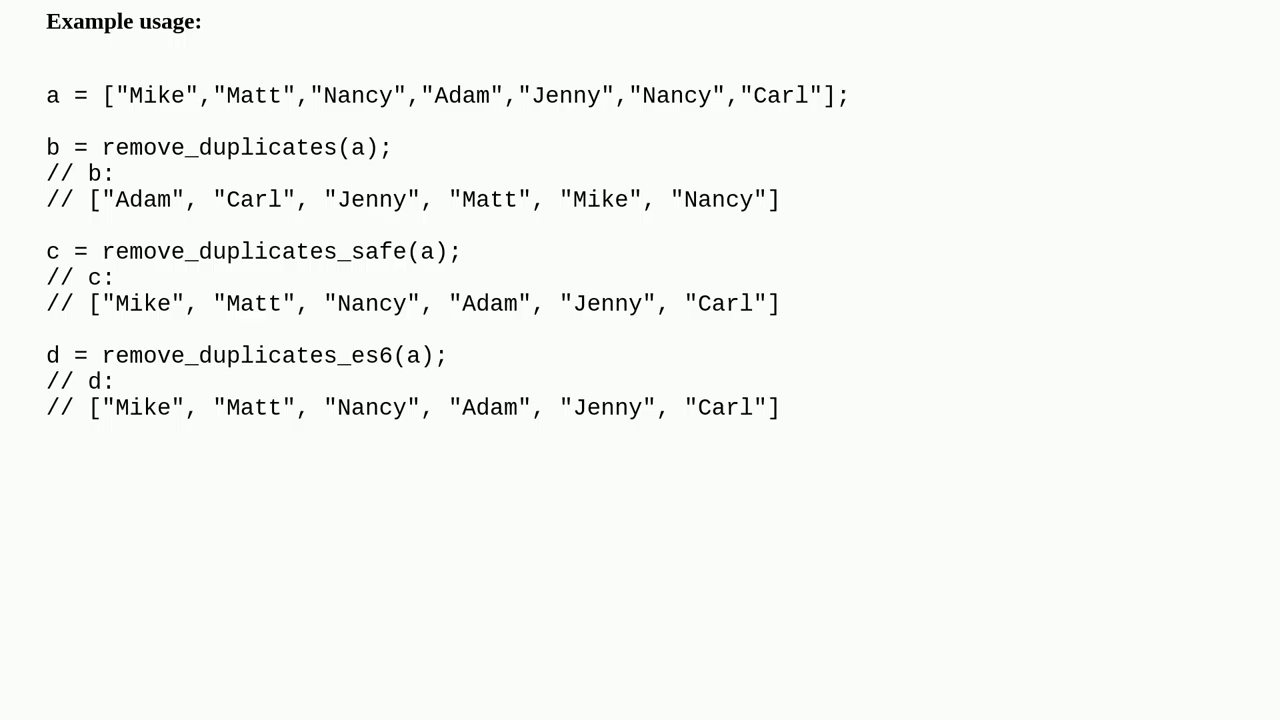 Example usage:
a = ["Mike","Matt","Nancy","Adam","Jenny","Nancy","Carl"];
b = remove_duplicates(a);
// b:
// ["Adam", "Carl", "Jenny", "Matt", "Mike", "Nancy"]
c = remove_duplicates_safe(a);
// c:
// ["Mike", "Matt", "Nancy", "Adam", "Jenny", "Carl"]
d = remove_duplicates_es6(a);
// d:
// ["Mike", "Matt", "Nancy", "Adam", "Jenny", "Carl"]